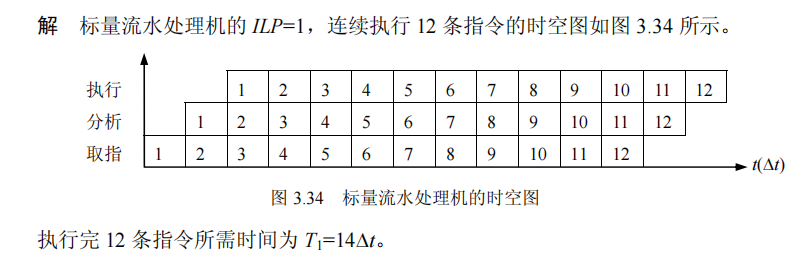 解 标量流水处理机的 ILP=1，连续执行 12 条指令的时空图如图 3.34 所示。
执行 1 2 3 4 5 6 7 8 9 10 11 12
分析 1 2 3 4 5 6 7 8 9 10 11 12
取指 1 2 3 4 5 6 7 8 9 10 11 12 t(Δt)
图 3.34 标量流水处理机的时空图
执行完 12 条指令所需时间为 T₁=14Δt。